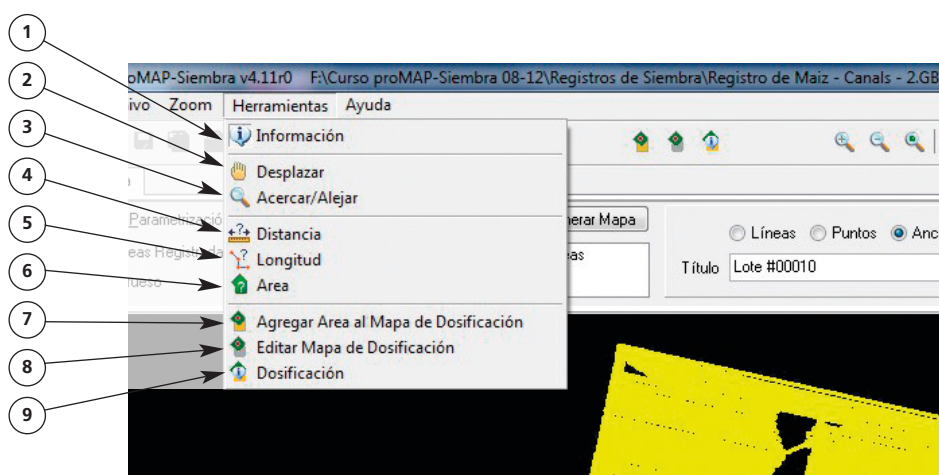 1
2
3
4
5
6
7
8
9
oMAP-Siembra v4.11r0 F:\Curso proMAP-Siembra 08-12\Registros de Siembra\Registro de Maiz - Canals - 2.GB
ivo Zoom Herramientas Ayuda
Información
Desplazar
Acercar/Alejar
Distancia
Longitud
Area
Agregar Area al Mapa de Dosificación
Editar Mapa de Dosificación
Dosificación
Parametrizació
eas Registrada
rueso
nerar Mapa
eas
Líneas Puntos Anc
Título Lote #00010